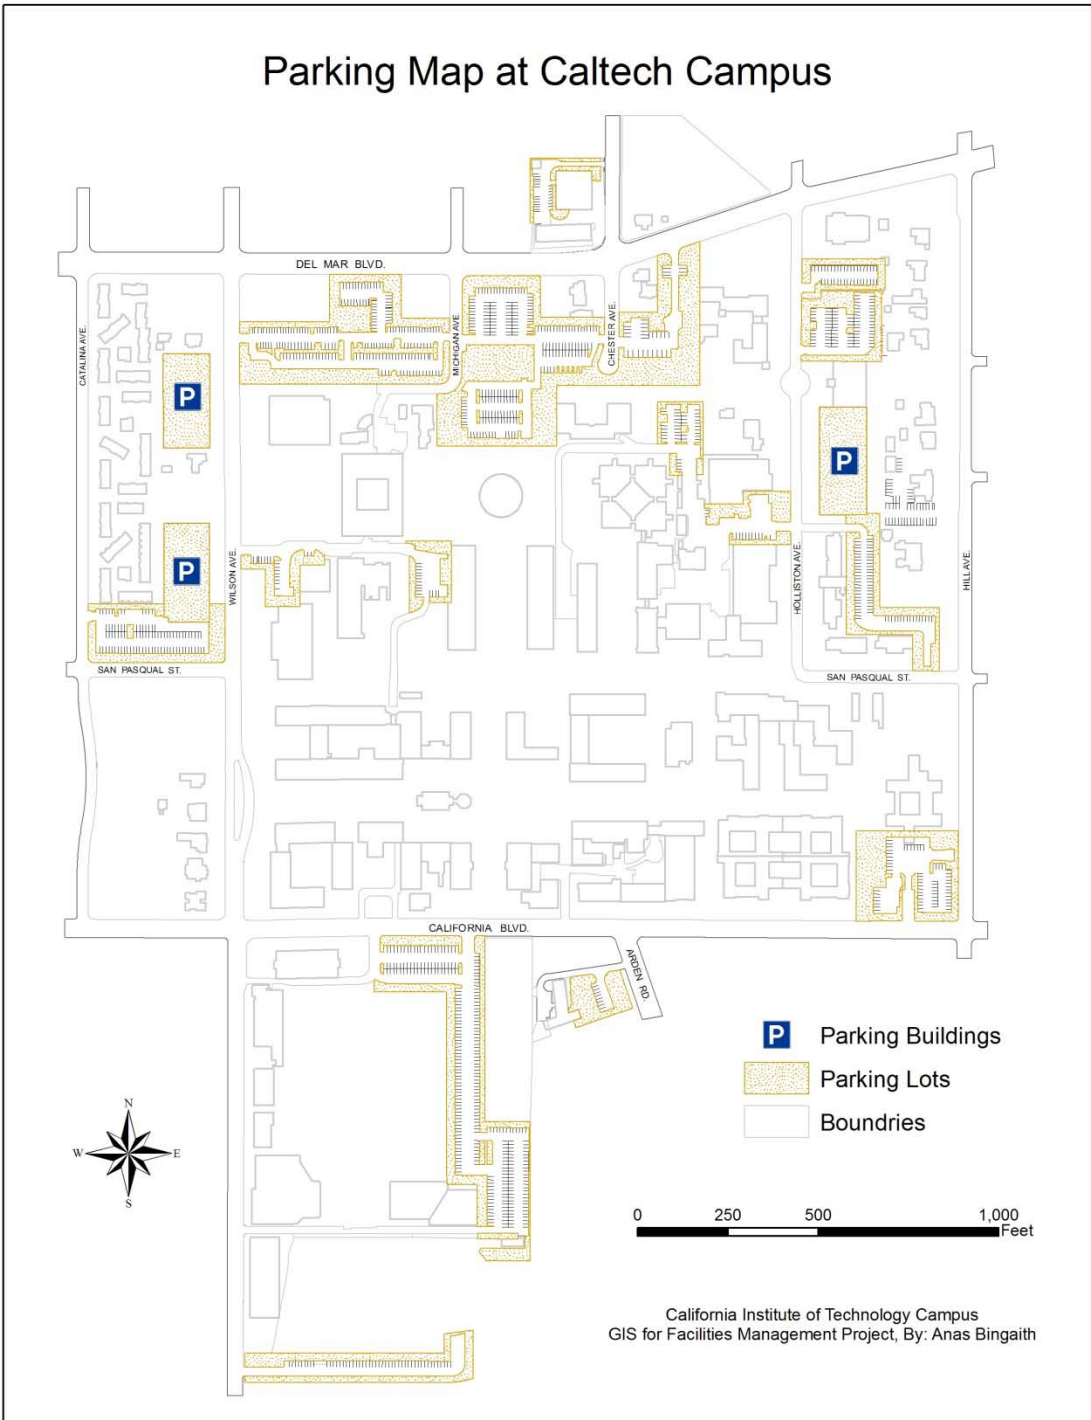 Parking Map at Caltech Campus
DEL MAR BLVD.
CATALINA AVE.
MICHIGAN AVE.
CHESTER AVE.
P
P
P
WILSON AVE.
HOLLISTON AVE.
HILL AVE.
SAN PASQUAL ST.
SAN PASQUAL ST.
CALIFORNIA BLVD.
ARDEN RD.
P Parking Buildings
Parking Lots
Boundries
N
W E
S
0 250 500 1,000
Feet
California Institute of Technology Campus
GIS for Facilities Management Project, By: Anas Bingaith